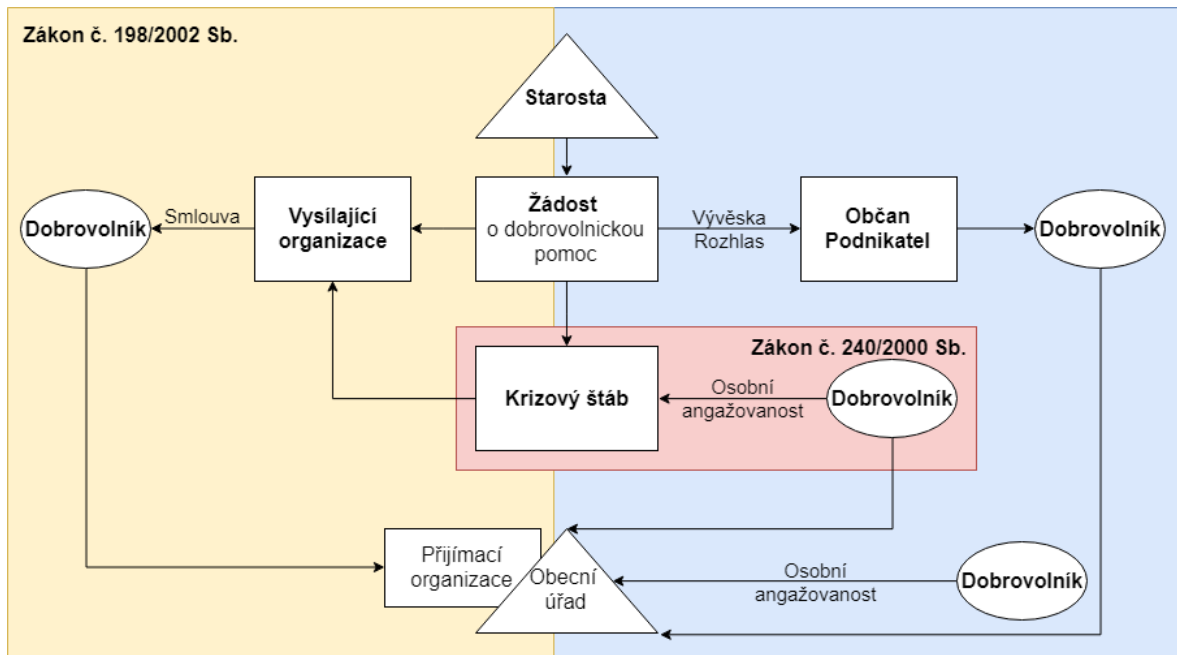 Zákon č. 198/2002 Sb.
Starosta
Dobrovolník
Smlouva
Vysílající
organizace
Žádost
o dobrovolnickou
pomoc
Vývěska
Rozhlas
Občan
Podnikatel
Dobrovolník
Zákon č. 240/2000 Sb.
Krizový štáb
Osobní
angažovanost
Dobrovolník
Přijímací
organizace
Obecní
úřad
Osobní
angažovanost
Dobrovolník